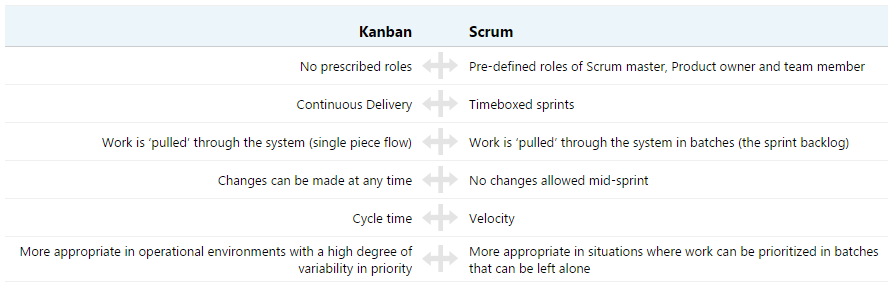 Kanban Scrum
No prescribed roles Pre-defined roles of Scrum master, Product owner and team member
Continuous Delivery Timeboxed sprints
Work is ‘pulled’ through the system (single piece flow) Work is ‘pulled’ through the system in batches (the sprint backlog)
Changes can be made at any time No changes allowed mid-sprint
Cycle time Velocity
More appropriate in operational environments with a high degree of
variability in priority
More appropriate in situations where work can be prioritized in batches
that can be left alone